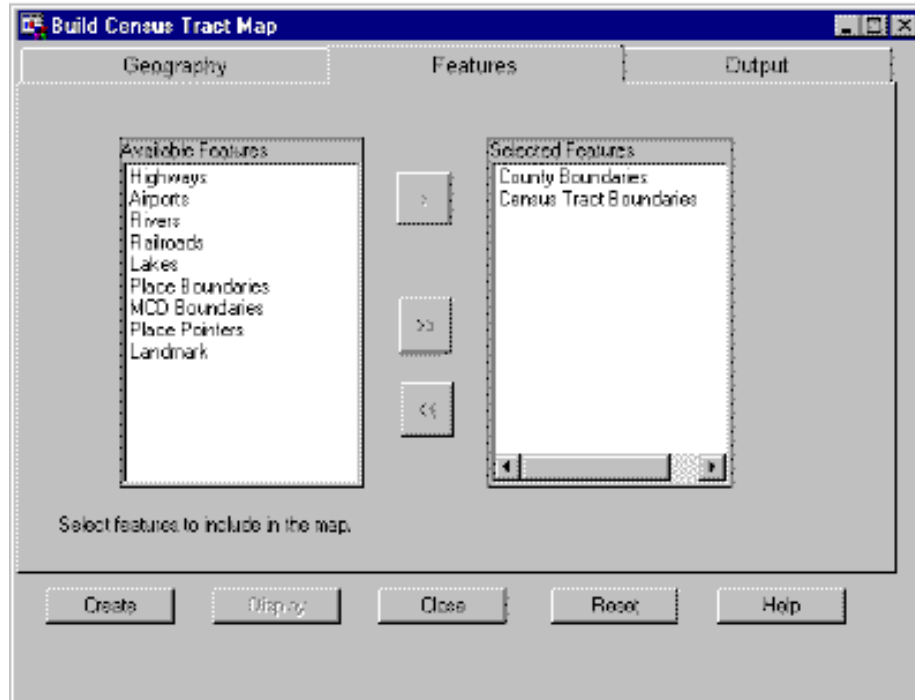 Build Census Tract Map
Geography
Features
Output
Available Features
Highways
Airports
Rivers
Railroads
Lakes
Place Boundaries
MCD Boundaries
Place Pointers
Landmark
>
>>
<<
Selected Features
County Boundaries
Census Tract Boundaries
Select features to include in the map.
Create
Display
Close
Reset
Help